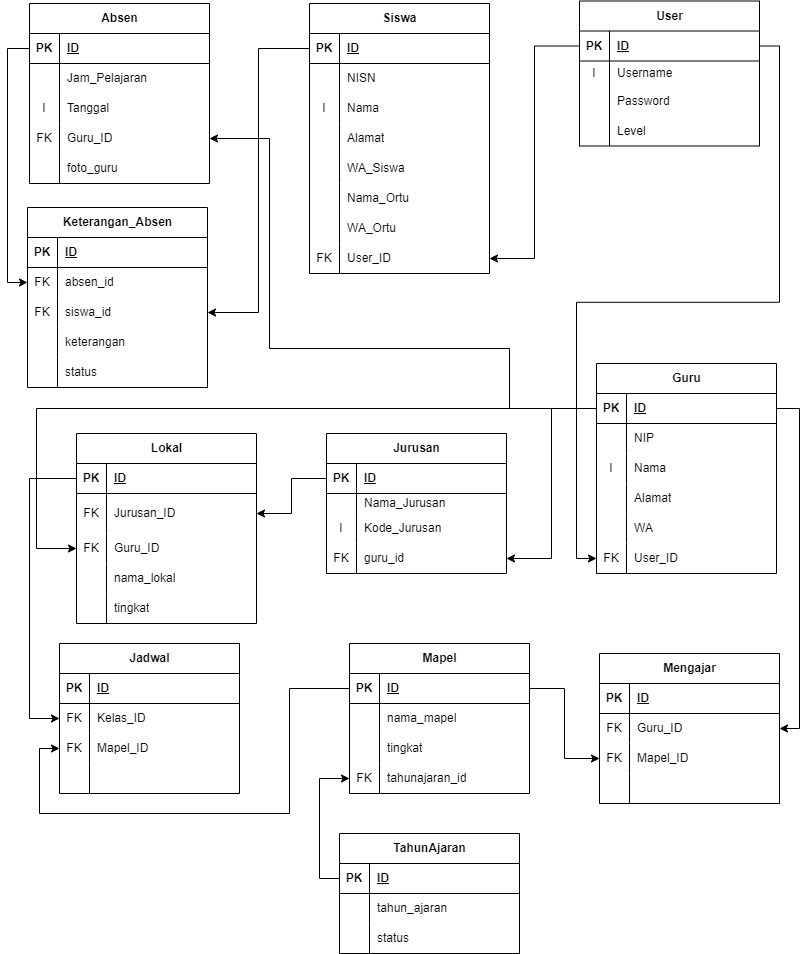 Absen
PK ID
Jam_Pelajaran
I Tanggal
FK Guru_ID
foto_guru
Siswa
PK ID
NISN
I Nama
Alamat
WA_Siswa
Nama_Ortu
WA_Ortu
FK User_ID
User
PK ID
I Username
Password
Level
Keterangan_Absen
PK ID
FK absen_id
FK siswa_id
keterangan
status
Guru
PK ID
NIP
I Nama
Alamat
WA
FK User_ID
Lokal
PK ID
FK Jurusan_ID
FK Guru_ID
nama_lokal
tingkat
Jurusan
PK ID
Nama_Jurusan
I Kode_Jurusan
FK guru_id
Jadwal
PK ID
FK Kelas_ID
FK Mapel_ID
Mapel
PK ID
nama_mapel
tingkat
FK tahunajaran_id
Mengajar
PK ID
FK Guru_ID
FK Mapel_ID
TahunAjaran
PK ID
tahun_ajaran
status